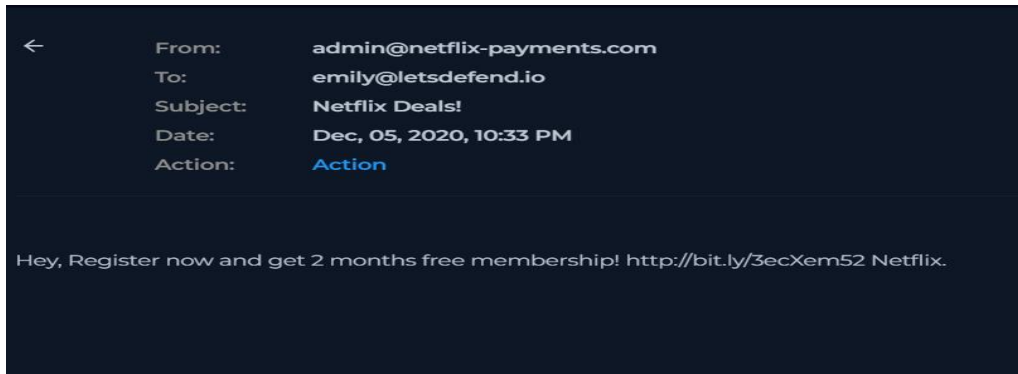 From: admin@netflix-payments.com
To: emily@letsdefend.io
Subject: Netflix Deals!
Date: Dec, 05, 2020, 10:33 PM
Action: Action
Hey, Register now and get 2 months free membership! http://bit.ly/3ecXem52 Netflix.